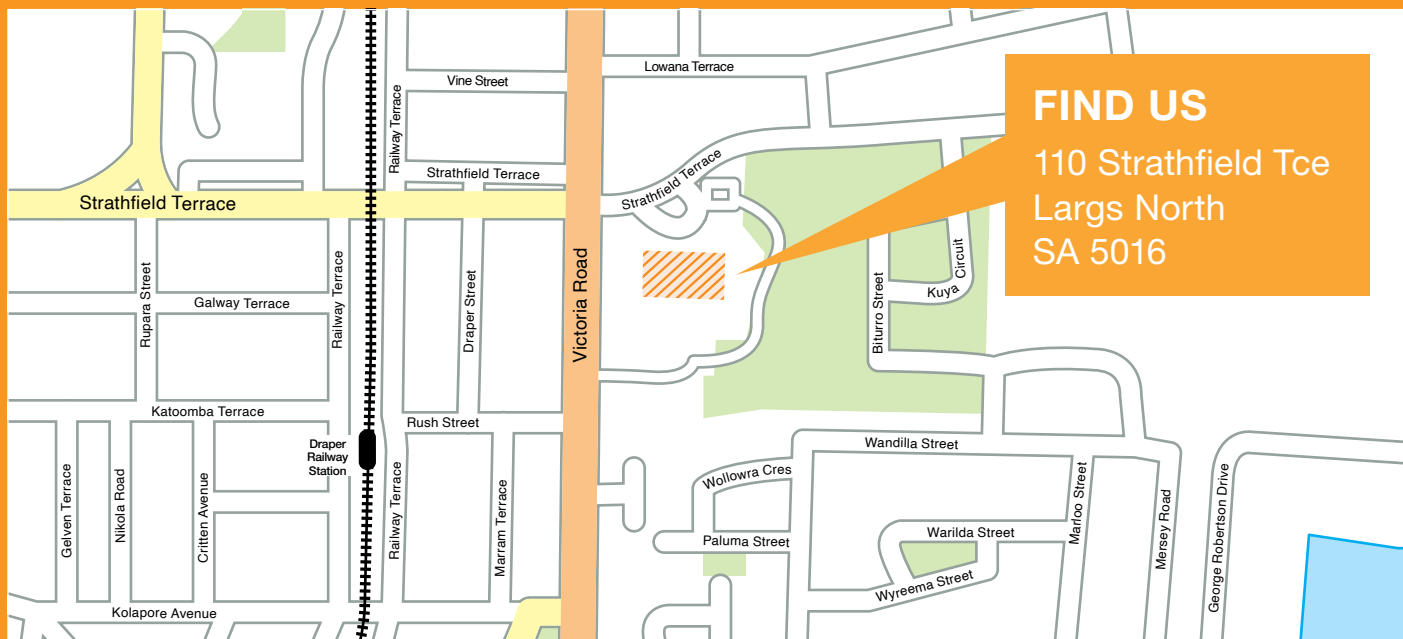 Vine Street
Lowana Terrace
Railway Terrace
FIND US
110 Strathfield Tce
Largs North
SA 5016
Strathfield Terrace
Strathfield Terrace
Strathfield Terrace
Rupara Street
Railway Terrace
Draper Street
Victoria Road
Biturro Street
Kuya
Circuit
Galway Terrace
Katoomba Terrace
Rush Street
Draper
Railway
Station
Wandilla Street
Wollowra Cres
Gelven Terrace
Nikola Road
Critten Avenue
Railway Terrace
Marram Terrace
Paluma Street
Warilda Street
Marloo Street
Mersey Road
George Robertson Drive
Wyreema Street
Kolapore Avenue